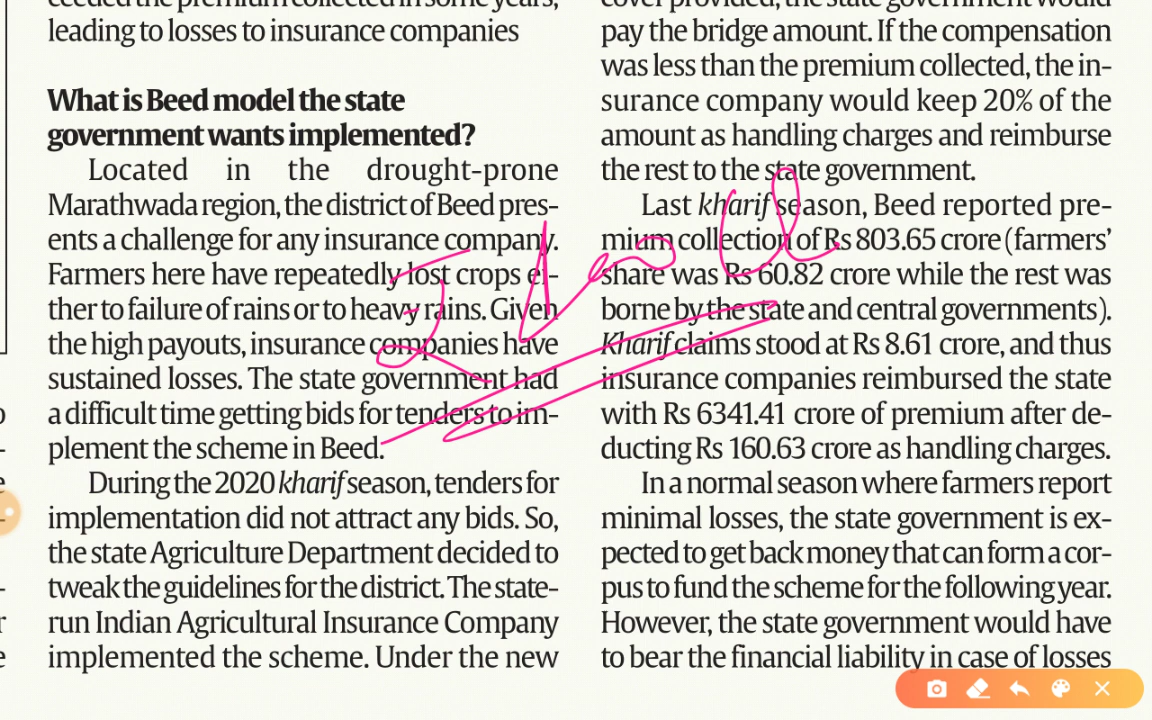 leading to losses to insurance companies
What is Beed model the state
government wants implemented?
Located in the drought-prone
Marathwada region, the district of Beed pres-
ents a challenge for any insurance company.
Farmers here have repeatedly lost crops ei-
ther to failure of rains or to heavy rains. Given
the high payouts, insurance companies have
sustained losses. The state government had
a difficult time getting bids for tenders to im-
plement the scheme in Beed.
During the 2020 kharif season, tenders for
implementation did not attract any bids. So,
the state Agriculture Department decided to
tweak the guidelines for the district. The state-
run Indian Agricultural Insurance Company
implemented the scheme. Under the new
cover provided, the state government would
pay the bridge amount. If the compensation
was less than the premium collected, the in-
surance company would keep 20% of the
amount as handling charges and reimburse
the rest to the state government.
Last kharif season, Beed reported pre-
mium collection of Rs 803.65 crore (farmers’
share was Rs 60.82 crore while the rest was
borne by the state and central governments).
Kharif claims stood at Rs 8.61 crore, and thus
insurance companies reimbursed the state
with Rs 6341.41 crore of premium after de-
ducting Rs 160.63 crore as handling charges.
In a normal season where farmers report
minimal losses, the state government is ex-
pected to get back money that can form a cor-
pus to fund the scheme for the following year.
However, the state government would have
to bear the financial liability in case of losses